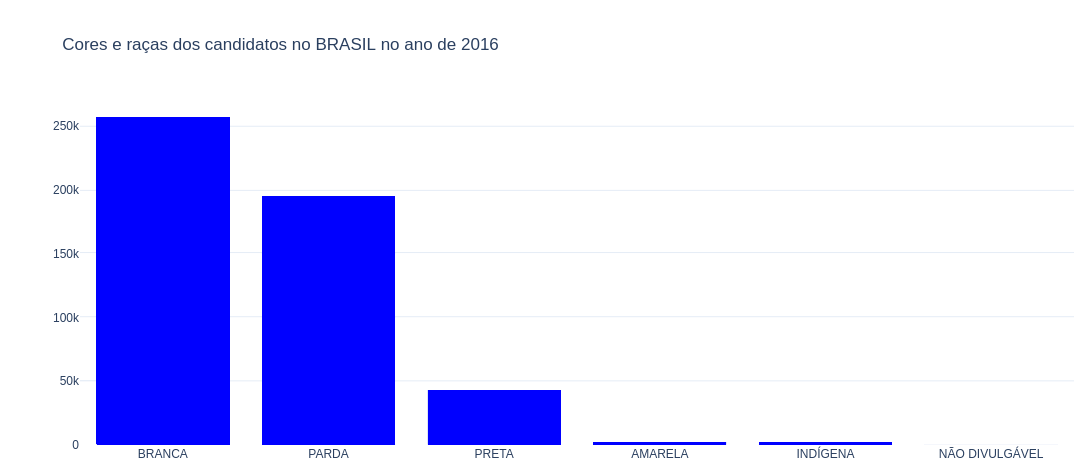 Cores e raças dos candidatos no BRASIL no ano de 2016
250k
200k
150k
100k
50k
0
BRANCA PARDA PRETA AMARELA INDÍGENA NÃO DIVULGÁVEL